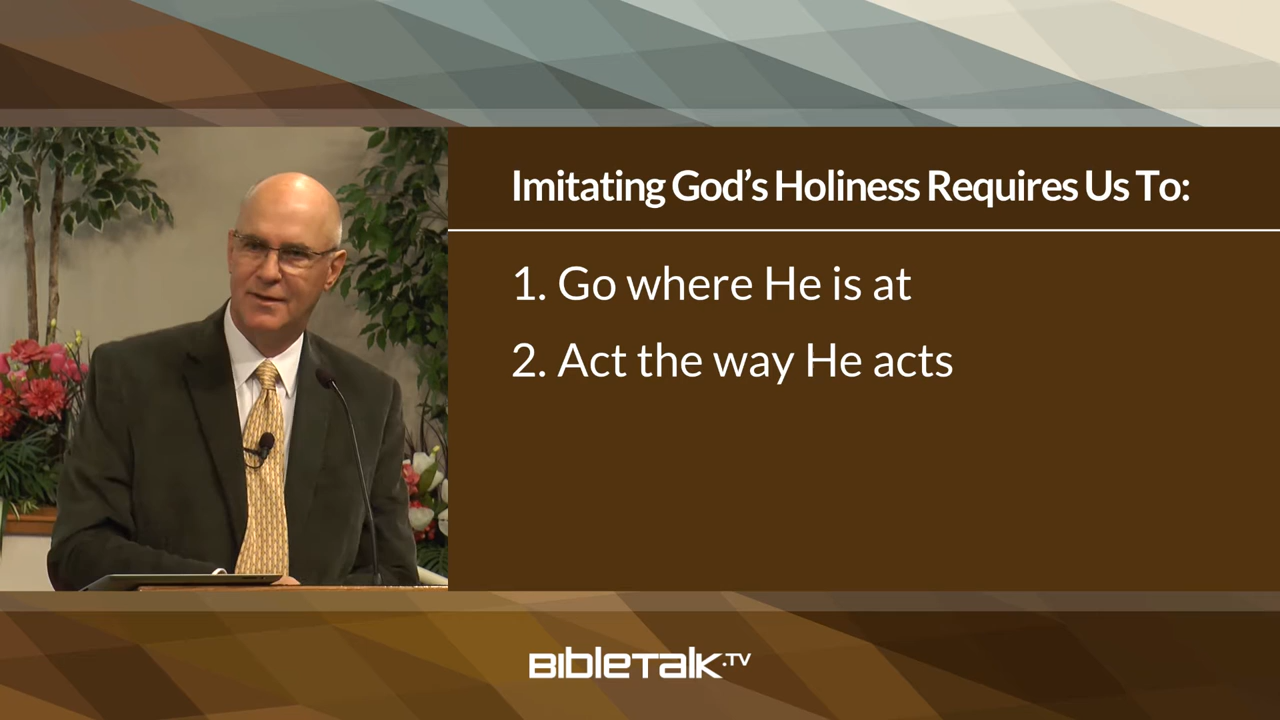 Imitating God's Holiness Requires Us To:
1. Go where He is at
2. Act the way He acts
BIBLETALK.TV